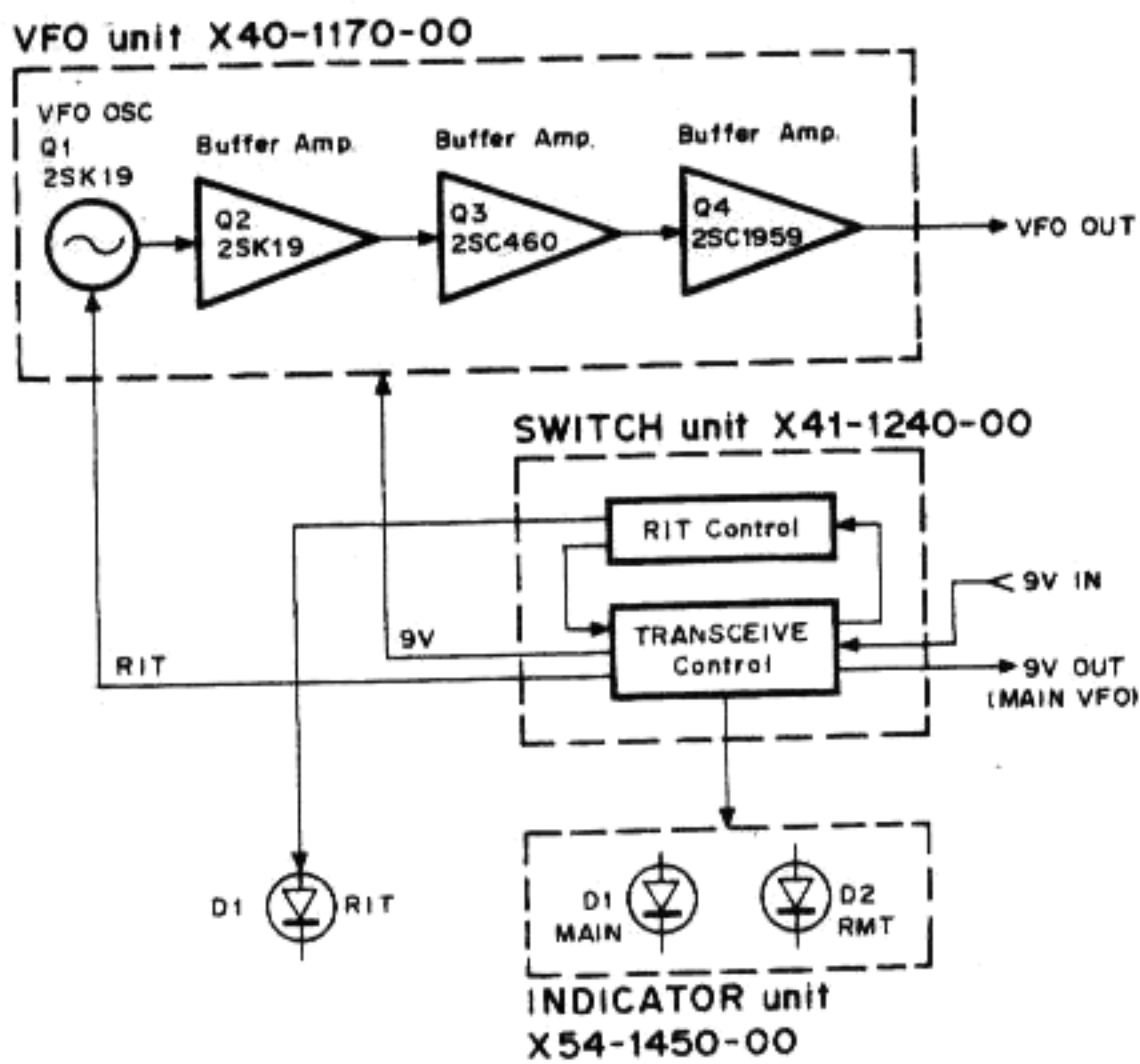 VFO unit X40-1170-00
VFO OSC
Q1
2SK19
Buffer Amp.
Q2
2SK19
Buffer Amp.
Q3
2SC460
Buffer Amp.
Q4
2SC1959
VFO OUT
SWITCH unit X41-1240-00
RIT Control
TRANSCEIVE
Control
9V IN
9V OUT
(MAIN VFO)
9V
RIT
D1
RIT
D1
MAIN
D2
RMT
INDICATOR unit
X54-1450-00